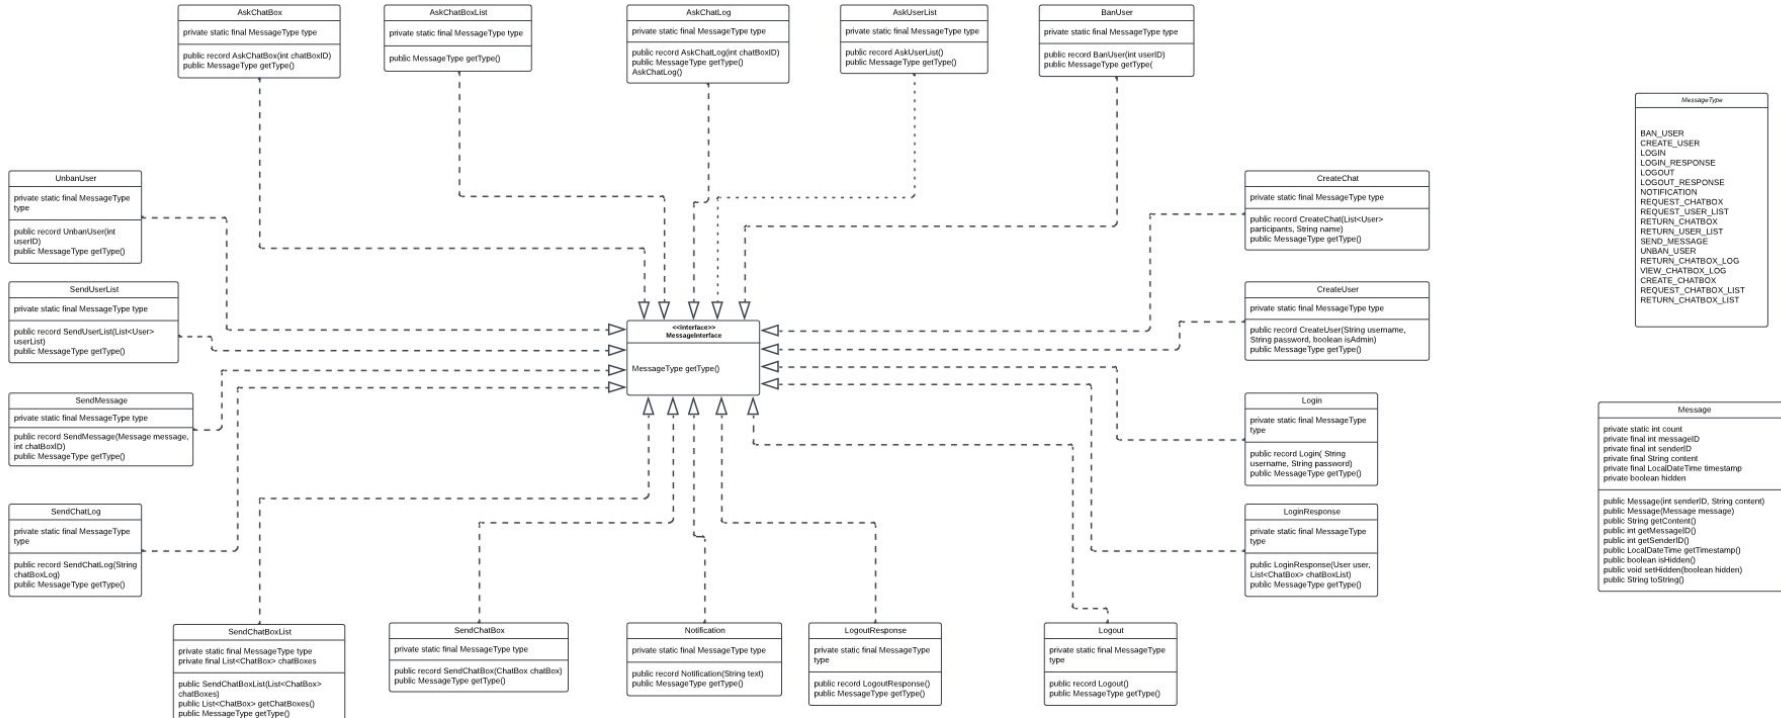 AskChatBox
private static final MessageType type
public record AskChatBox(int chatBoxID)
public MessageType getType()
AskChatBoxList
private static final MessageType type
public MessageType getType()
AskChatLog
private static final MessageType type
public record AskChatLog(int chatBoxID)
public MessageType getType()
AskChatLog()
AskUserList
private static final MessageType type
public record AskUserList()
public MessageType getType()
BanUser
private static final MessageType type
public record BanUser(int userID)
public MessageType getType(
MessageType
BAN_USER
CREATE_USER
LOGIN
LOGIN_RESPONSE
LOGOUT
LOGOUT_RESPONSE
NOTIFICATION
REQUEST_CHATBOX
REQUEST_USER_LIST
RETURN_CHATBOX
RETURN_USER_LIST
SEND_MESSAGE
UNBAN_USER
RETURN_CHATBOX_LOG
VIEW_CHATBOX_LOG
CREATE_CHATBOX
REQUEST_CHATBOX_LIST
RETURN_CHATBOX_LIST
UnbanUser
private static final MessageType
type
public record UnbanUser(int
userID)
public MessageType getType()
CreateChat
private static final MessageType type
public record CreateChat(List<User>
participants, String name)
public MessageType getType()
SendUserList
private static final MessageType type
public record SendUserList(List<User>
userList)
public MessageType getType()
<<Interface>>
MessageInterface
MessageType getType()
CreateUser
private static final MessageType type
public record CreateUser(String username,
String password, boolean isAdmin)
public MessageType getType()
SendMessage
private static final MessageType type
public record SendMessage(Message message,
int chatBoxID)
public MessageType getType()
Login
private static final MessageType
type
public record Login( String
username, String password)
public MessageType getType()
Message
private static int count
private final int messageID
private final int senderID
private final String content
private final LocalDateTime timestamp
private boolean hidden
public Message(int senderID, String content)
public Message(Message message)
public String getContent()
public int getMessageID()
public int getSenderID()
public LocalDateTime getTimestamp()
public boolean isHidden()
public void setHidden(boolean hidden)
public String toString()
SendChatLog
private static final MessageType
type
public record SendChatLog(String
chatBoxLog)
public MessageType getType()
LoginResponse
private static final MessageType
type
public LoginResponse(User user,
List<ChatBox> chatBoxList)
public MessageType getType()
SendChatBoxList
private static final MessageType type
private final List<ChatBox> chatBoxes
public SendChatBoxList(List<ChatBox>
chatBoxes)
public List<ChatBox> getChatBoxes()
public MessageType getType()
SendChatBox
private static final MessageType type
public record SendChatBox(ChatBox chatBox)
public MessageType getType()
Notification
private static final MessageType type
public record Notification(String text)
public MessageType getType()
LogoutResponse
private static final MessageType
type
public record LogoutResponse()
public MessageType getType()
Logout
private static final MessageType
type
public record Logout()
public MessageType getType()